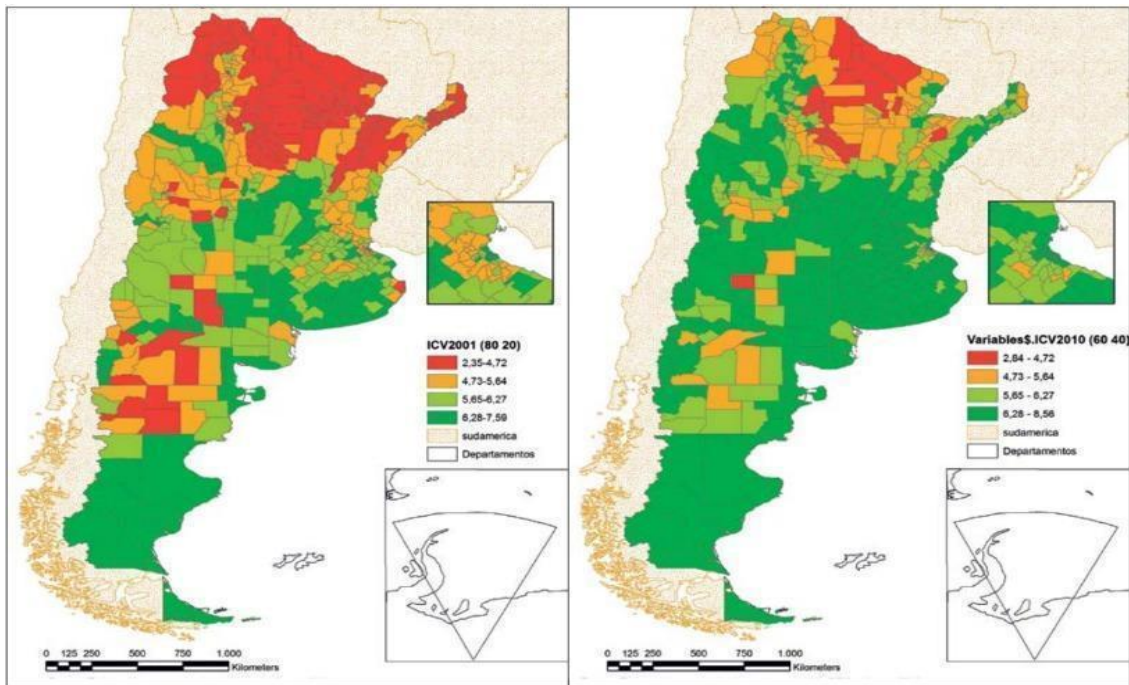 ICV2001 (80 20)
2,35-4,72
4,73-5,64
5,65-6,27
6,28-7,59
sudamerica
Departamentos
0 125 250 500 750 1.000
Kilometers
Variables$.ICV2010 (60 40)
2,84 - 4,72
4,73 - 5,64
5,65 - 6,27
6,28 - 8,56
sudamerica
Departamentos
0 125 250 500 750 1.000
Kilometers